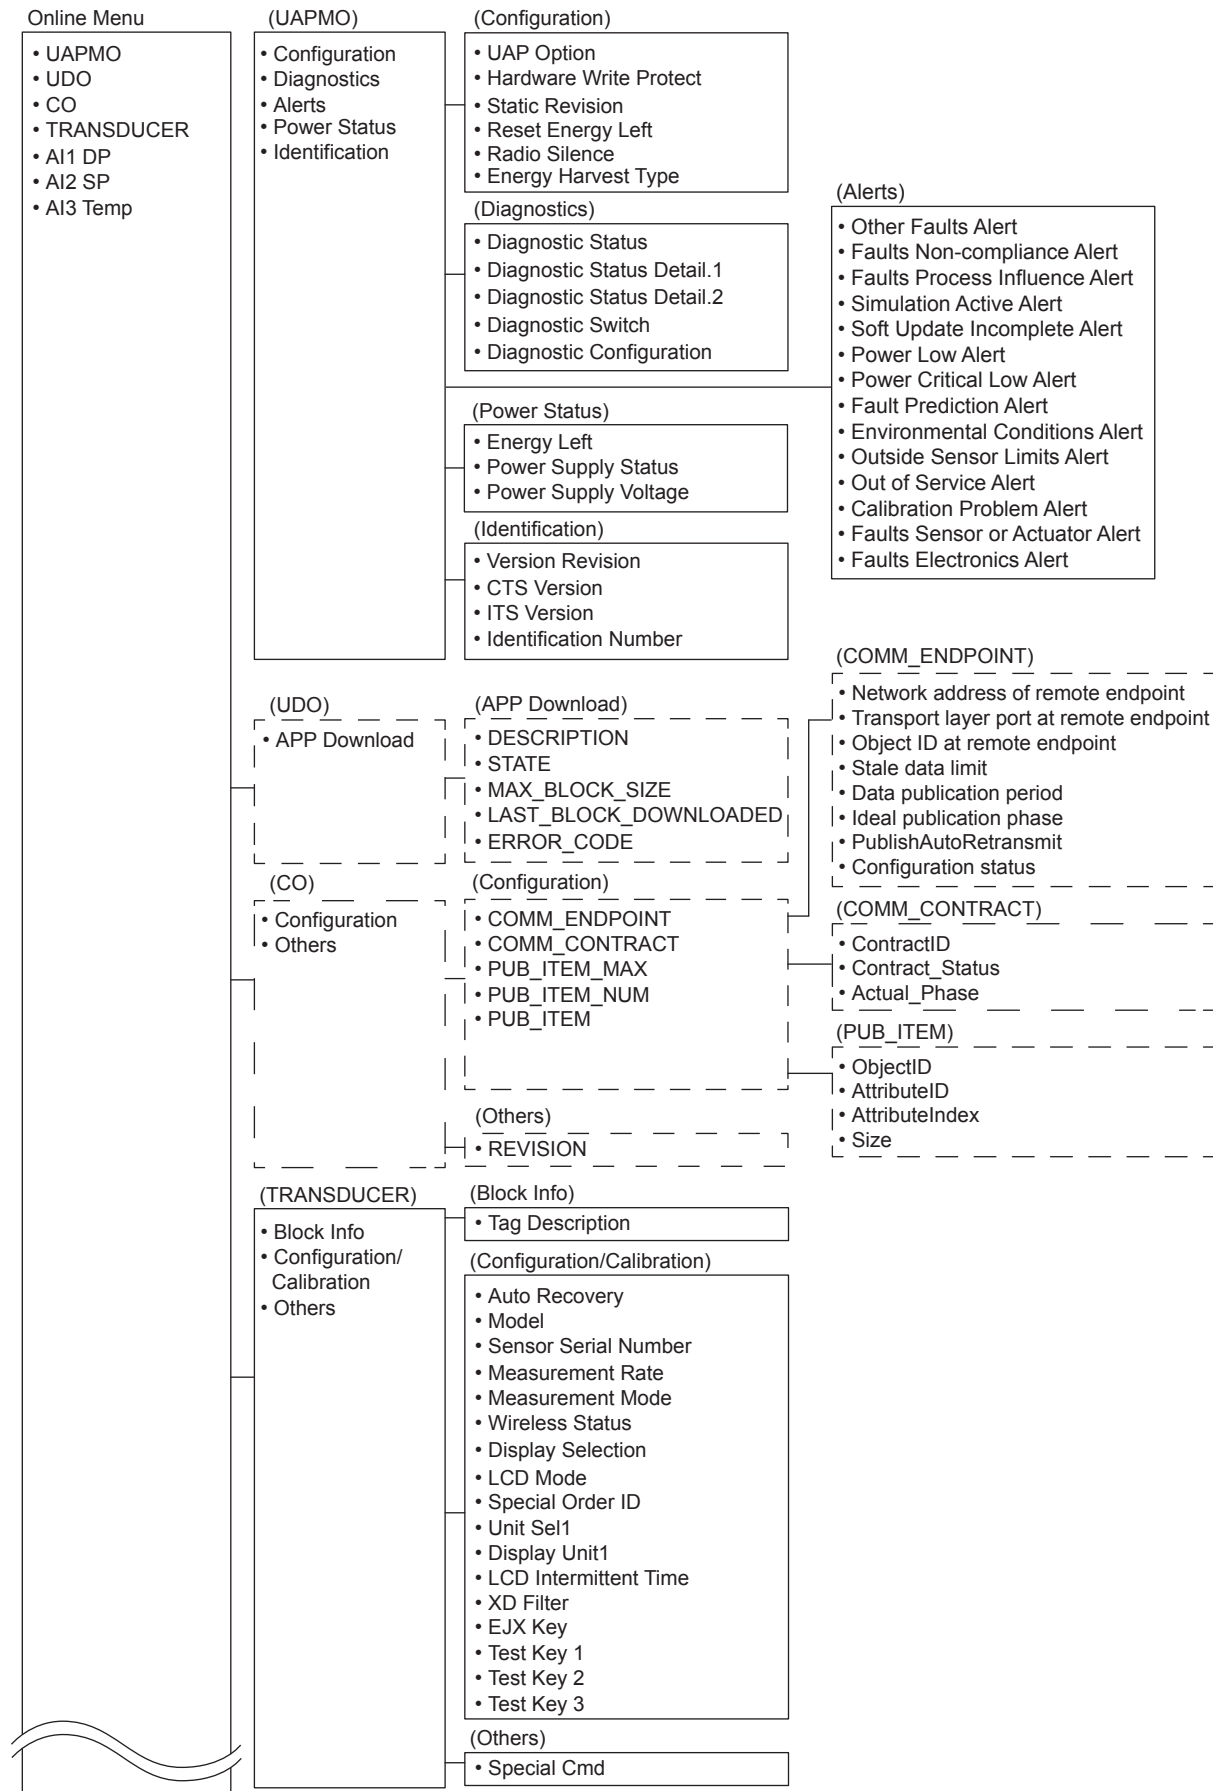 Online Menu
• UAPMO
• UDO
• CO
• TRANSDUCER
• AI1 DP
• AI2 SP
• AI3 Temp
(UAPMO)
• Configuration
• Diagnostics
• Alerts
• Power Status
• Identification
(Configuration)
• UAP Option
• Hardware Write Protect
• Static Revision
• Reset Energy Left
• Radio Silence
• Energy Harvest Type
(Diagnostics)
• Diagnostic Status
• Diagnostic Status Detail.1
• Diagnostic Status Detail.2
• Diagnostic Switch
• Diagnostic Configuration
(Alerts)
• Other Faults Alert
• Faults Non-compliance Alert
• Faults Process Influence Alert
• Simulation Active Alert
• Soft Update Incomplete Alert
• Power Low Alert
• Power Critical Low Alert
• Fault Prediction Alert
• Environmental Conditions Alert
• Outside Sensor Limits Alert
• Out of Service Alert
• Calibration Problem Alert
• Faults Sensor or Actuator Alert
• Faults Electronics Alert
(Power Status)
• Energy Left
• Power Supply Status
• Power Supply Voltage
(Identification)
• Version Revision
• CTS Version
• ITS Version
• Identification Number
(UDO)
• APP Download
(APP Download)
• DESCRIPTION
• STATE
• MAX_BLOCK_SIZE
• LAST_BLOCK_DOWNLOADED
• ERROR_CODE
(CO)
• Configuration
• Others
(Configuration)
• COMM_ENDPOINT
• COMM_CONTRACT
• PUB_ITEM_MAX
• PUB_ITEM_NUM
• PUB_ITEM
(COMM_ENDPOINT)
• Network address of remote endpoint
• Transport layer port at remote endpoint
• Object ID at remote endpoint
• Stale data limit
• Data publication period
• Ideal publication phase
• PublishAutoRetransmit
• Configuration status
(COMM_CONTRACT)
• ContractID
• Contract_Status
• Actual_Phase
(PUB_ITEM)
• ObjectID
• AttributeID
• AttributeIndex
• Size
(Others)
• REVISION
(TRANSDUCER)
• Block Info
• Configuration/
Calibration
• Others
(Block Info)
• Tag Description
(Configuration/Calibration)
• Auto Recovery
• Model
• Sensor Serial Number
• Measurement Rate
• Measurement Mode
• Wireless Status
• Display Selection
• LCD Mode
• Special Order ID
• Unit Sel1
• Display Unit1
• LCD Intermittent Time
• XD Filter
• EJX Key
• Test Key 1
• Test Key 2
• Test Key 3
(Others)
• Special Cmd